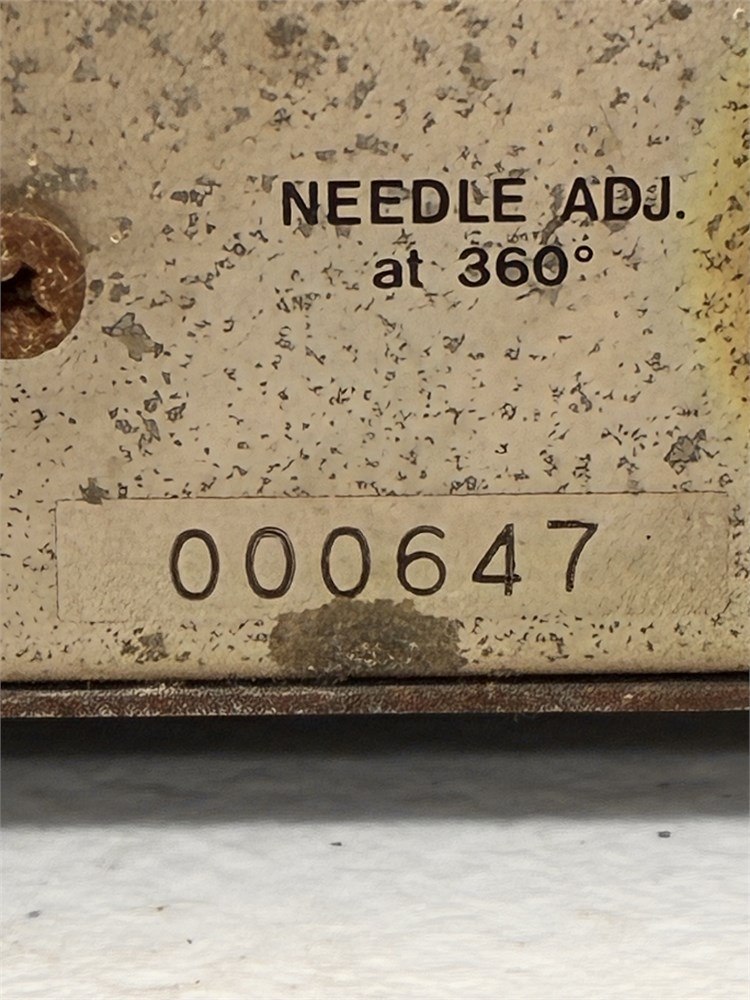 NEEDLE ADJ.
at 360°
000647